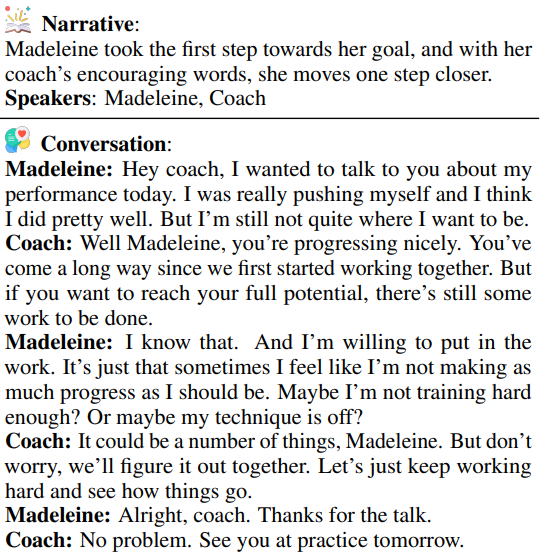 Narrative:
Madeleine took the first step towards her goal, and with her
coach’s encouraging words, she moves one step closer.
Speakers: Madeleine, Coach
Conversation:
Madeleine: Hey coach, I wanted to talk to you about my
performance today. I was really pushing myself and I think
I did pretty well. But I’m still not quite where I want to be.
Coach: Well Madeleine, you’re progressing nicely. You’ve
come a long way since we first started working together. But
if you want to reach your full potential, there’s still some
work to be done.
Madeleine: I know that. And I’m willing to put in the
work. It’s just that sometimes I feel like I’m not making as
much progress as I should be. Maybe I’m not training hard
enough? Or maybe my technique is off?
Coach: It could be a number of things, Madeleine. But don’t
worry, we’ll figure it out together. Let’s just keep working
hard and see how things go.
Madeleine: Alright, coach. Thanks for the talk.
Coach: No problem. See you at practice tomorrow.